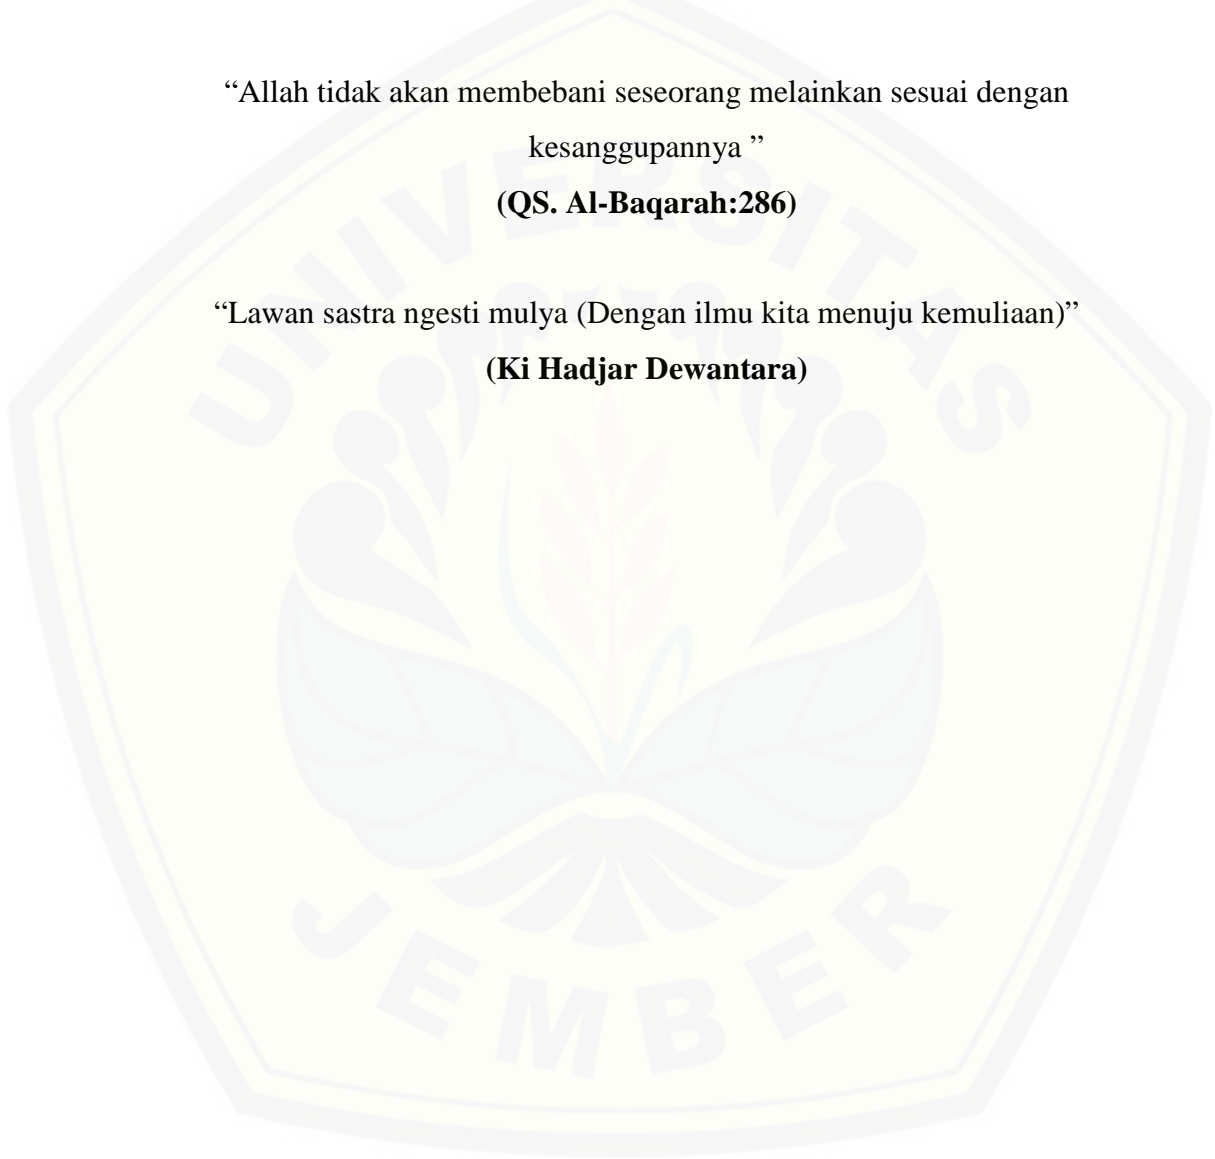 “Allah tidak akan membebani seseorang melainkan sesuai dengan
kesanggupannya ”
(QS. Al-Baqarah:286)
“Lawan sastra ngesti mulya (Dengan ilmu kita menuju kemuliaan)”
(Ki Hadjar Dewantara)
UNIVERSITAS
JEMBER